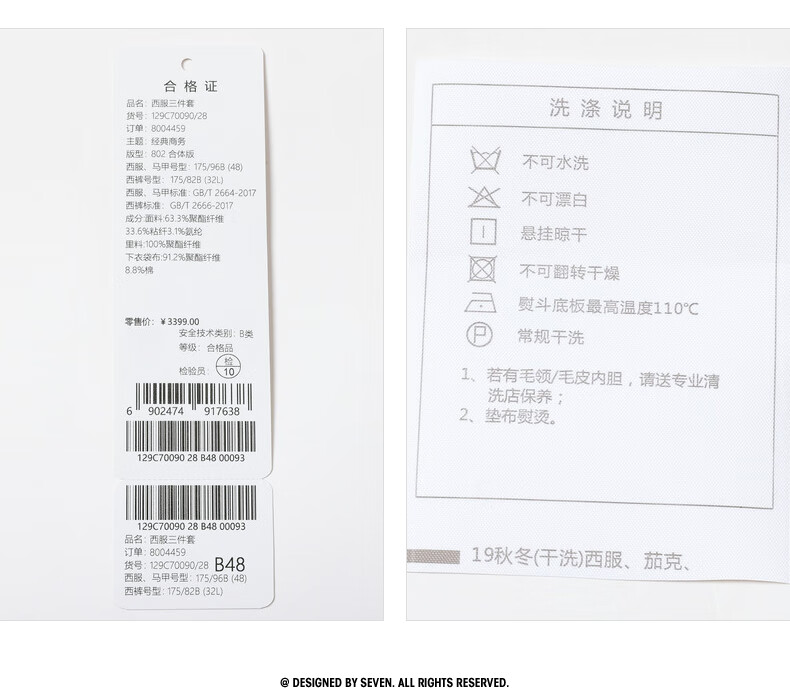 合格证
品名: 西服三件套
货号: 129C70090/28
订单: 8004459
主题: 经典商务
版型: 802 合体版
西服、马甲号型: 175/96B (48)
西裤号型: 175/82B (32L)
西服、马甲标准: GB/T 2664-2017
西裤标准: GB/T 2666-2017
成分:面料:63.3%聚酯纤维
33.6%粘纤3.1%氨纶
里料:100%聚酯纤维
下衣袋布:91.2%聚酯纤维
8.8%棉
零售价: ￥3399.00
安全技术类别: B类
等级: 合格品
检验员: 检 10
6 902474 917638
129C70090 28 B48 00093
129C70090 28 B48 00093
品名: 西服三件套
订单: 8004459
货号: 129C70090/28 B48
西服、马甲号型: 175/96B (48)
西裤号型: 175/82B (32L)
洗涤说明
不可水洗
不可漂白
悬挂晾干
不可翻转干燥
熨斗底板最高温度110℃
P 常规干洗
1、若有毛领/毛皮内胆，请送专业清
洗店保养；
2、垫布熨烫。
19秋冬(干洗)西服、茄克、
@ DESIGNED BY SEVEN. ALL RIGHTS RESERVED.